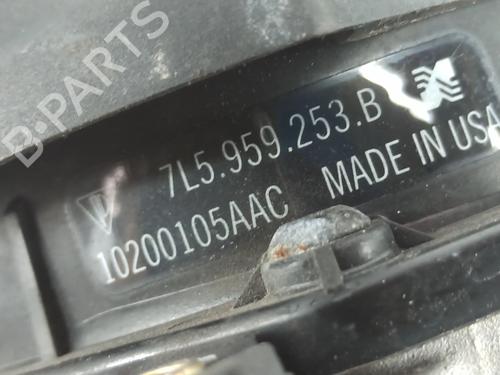 B-PARTS
7L5.959.253.B
10200105AAC MADE IN USA